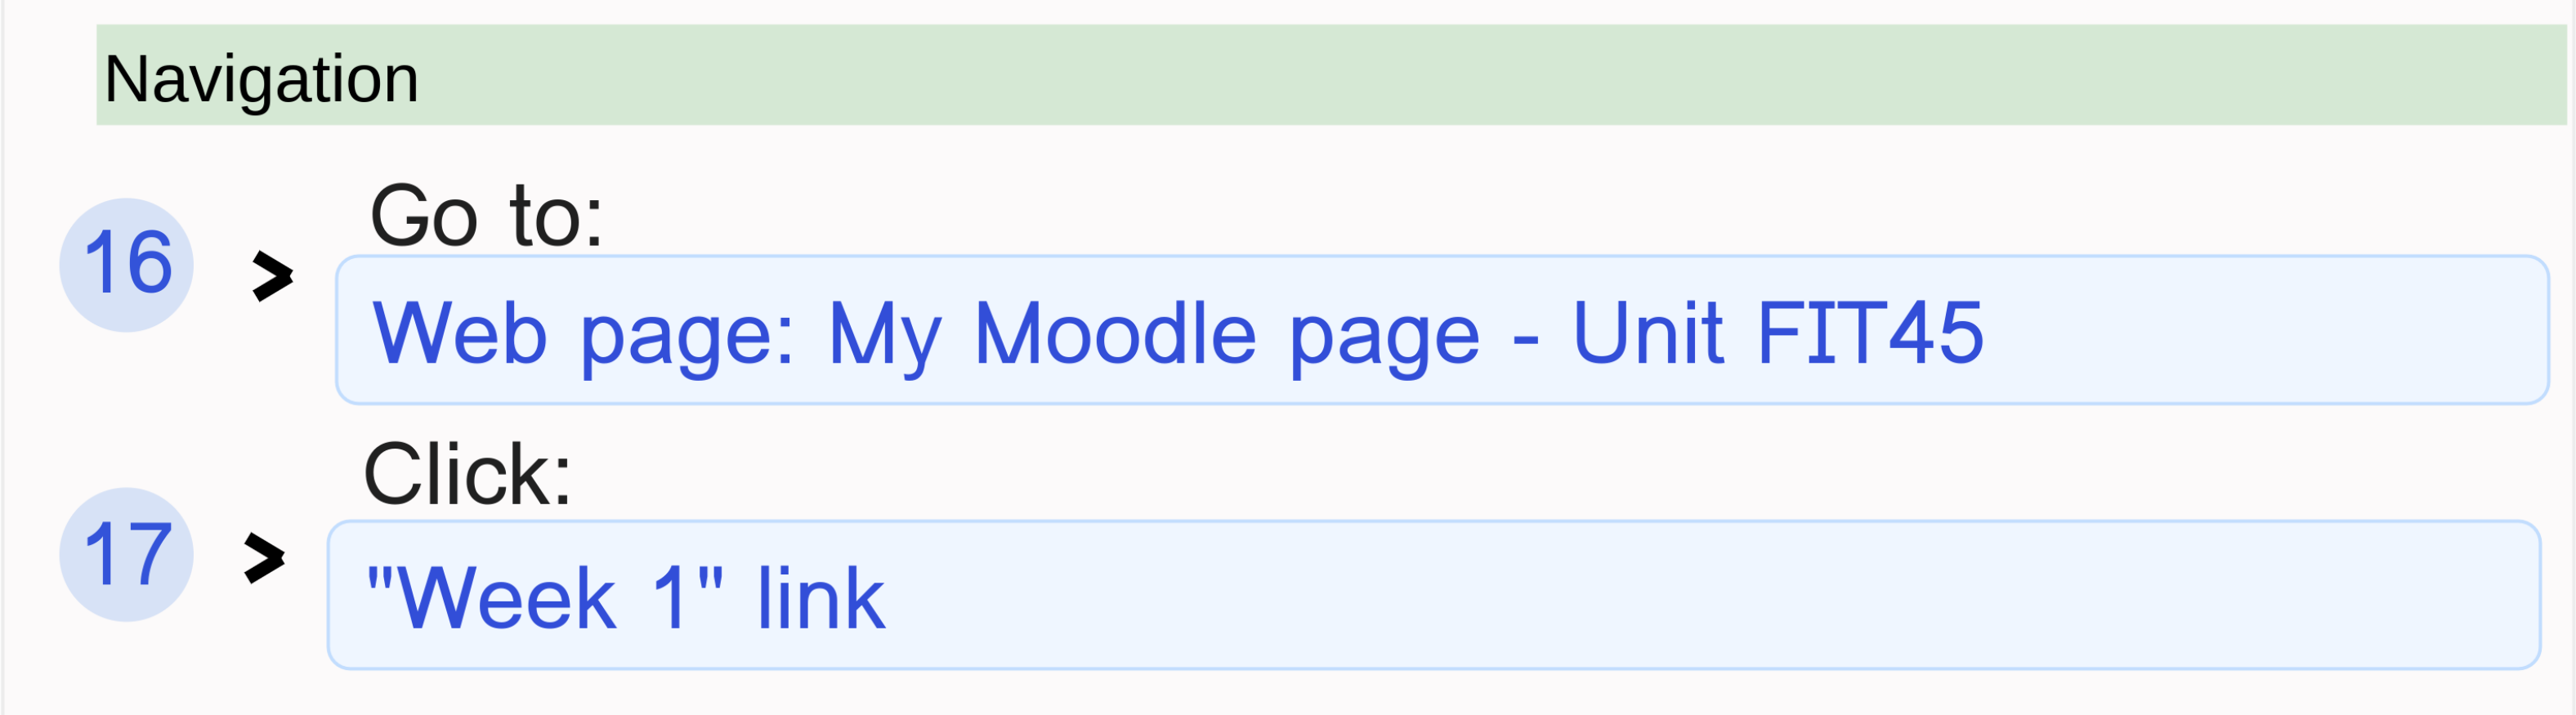 Navigation
Go to:
16 > Web page: My Moodle page - Unit FIT45
Click:
17 > "Week 1" link